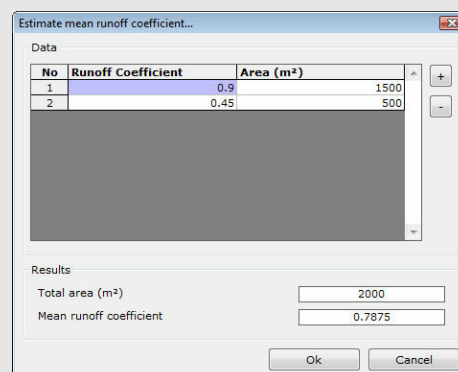 Estimate mean runoff coefficient...
Data
No Runoff Coefficient Area (m²)
1 0.9 1500
2 0.45 500
+
-
Results
Total area (m²) 2000
Mean runoff coefficient 0.7875
Ok Cancel